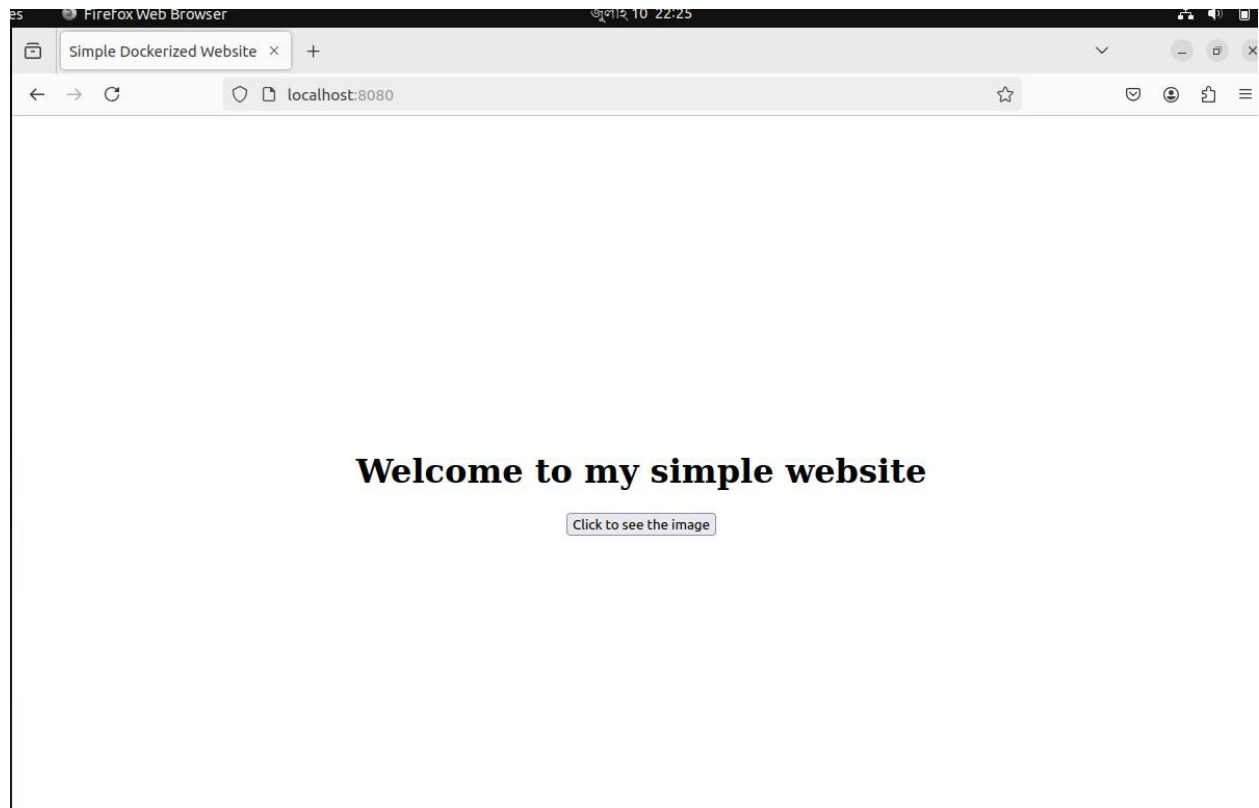 es Firefox Web Browser জুলাই 10 22:25
Simple Dockerized Website
localhost:8080
Welcome to my simple website
Click to see the image